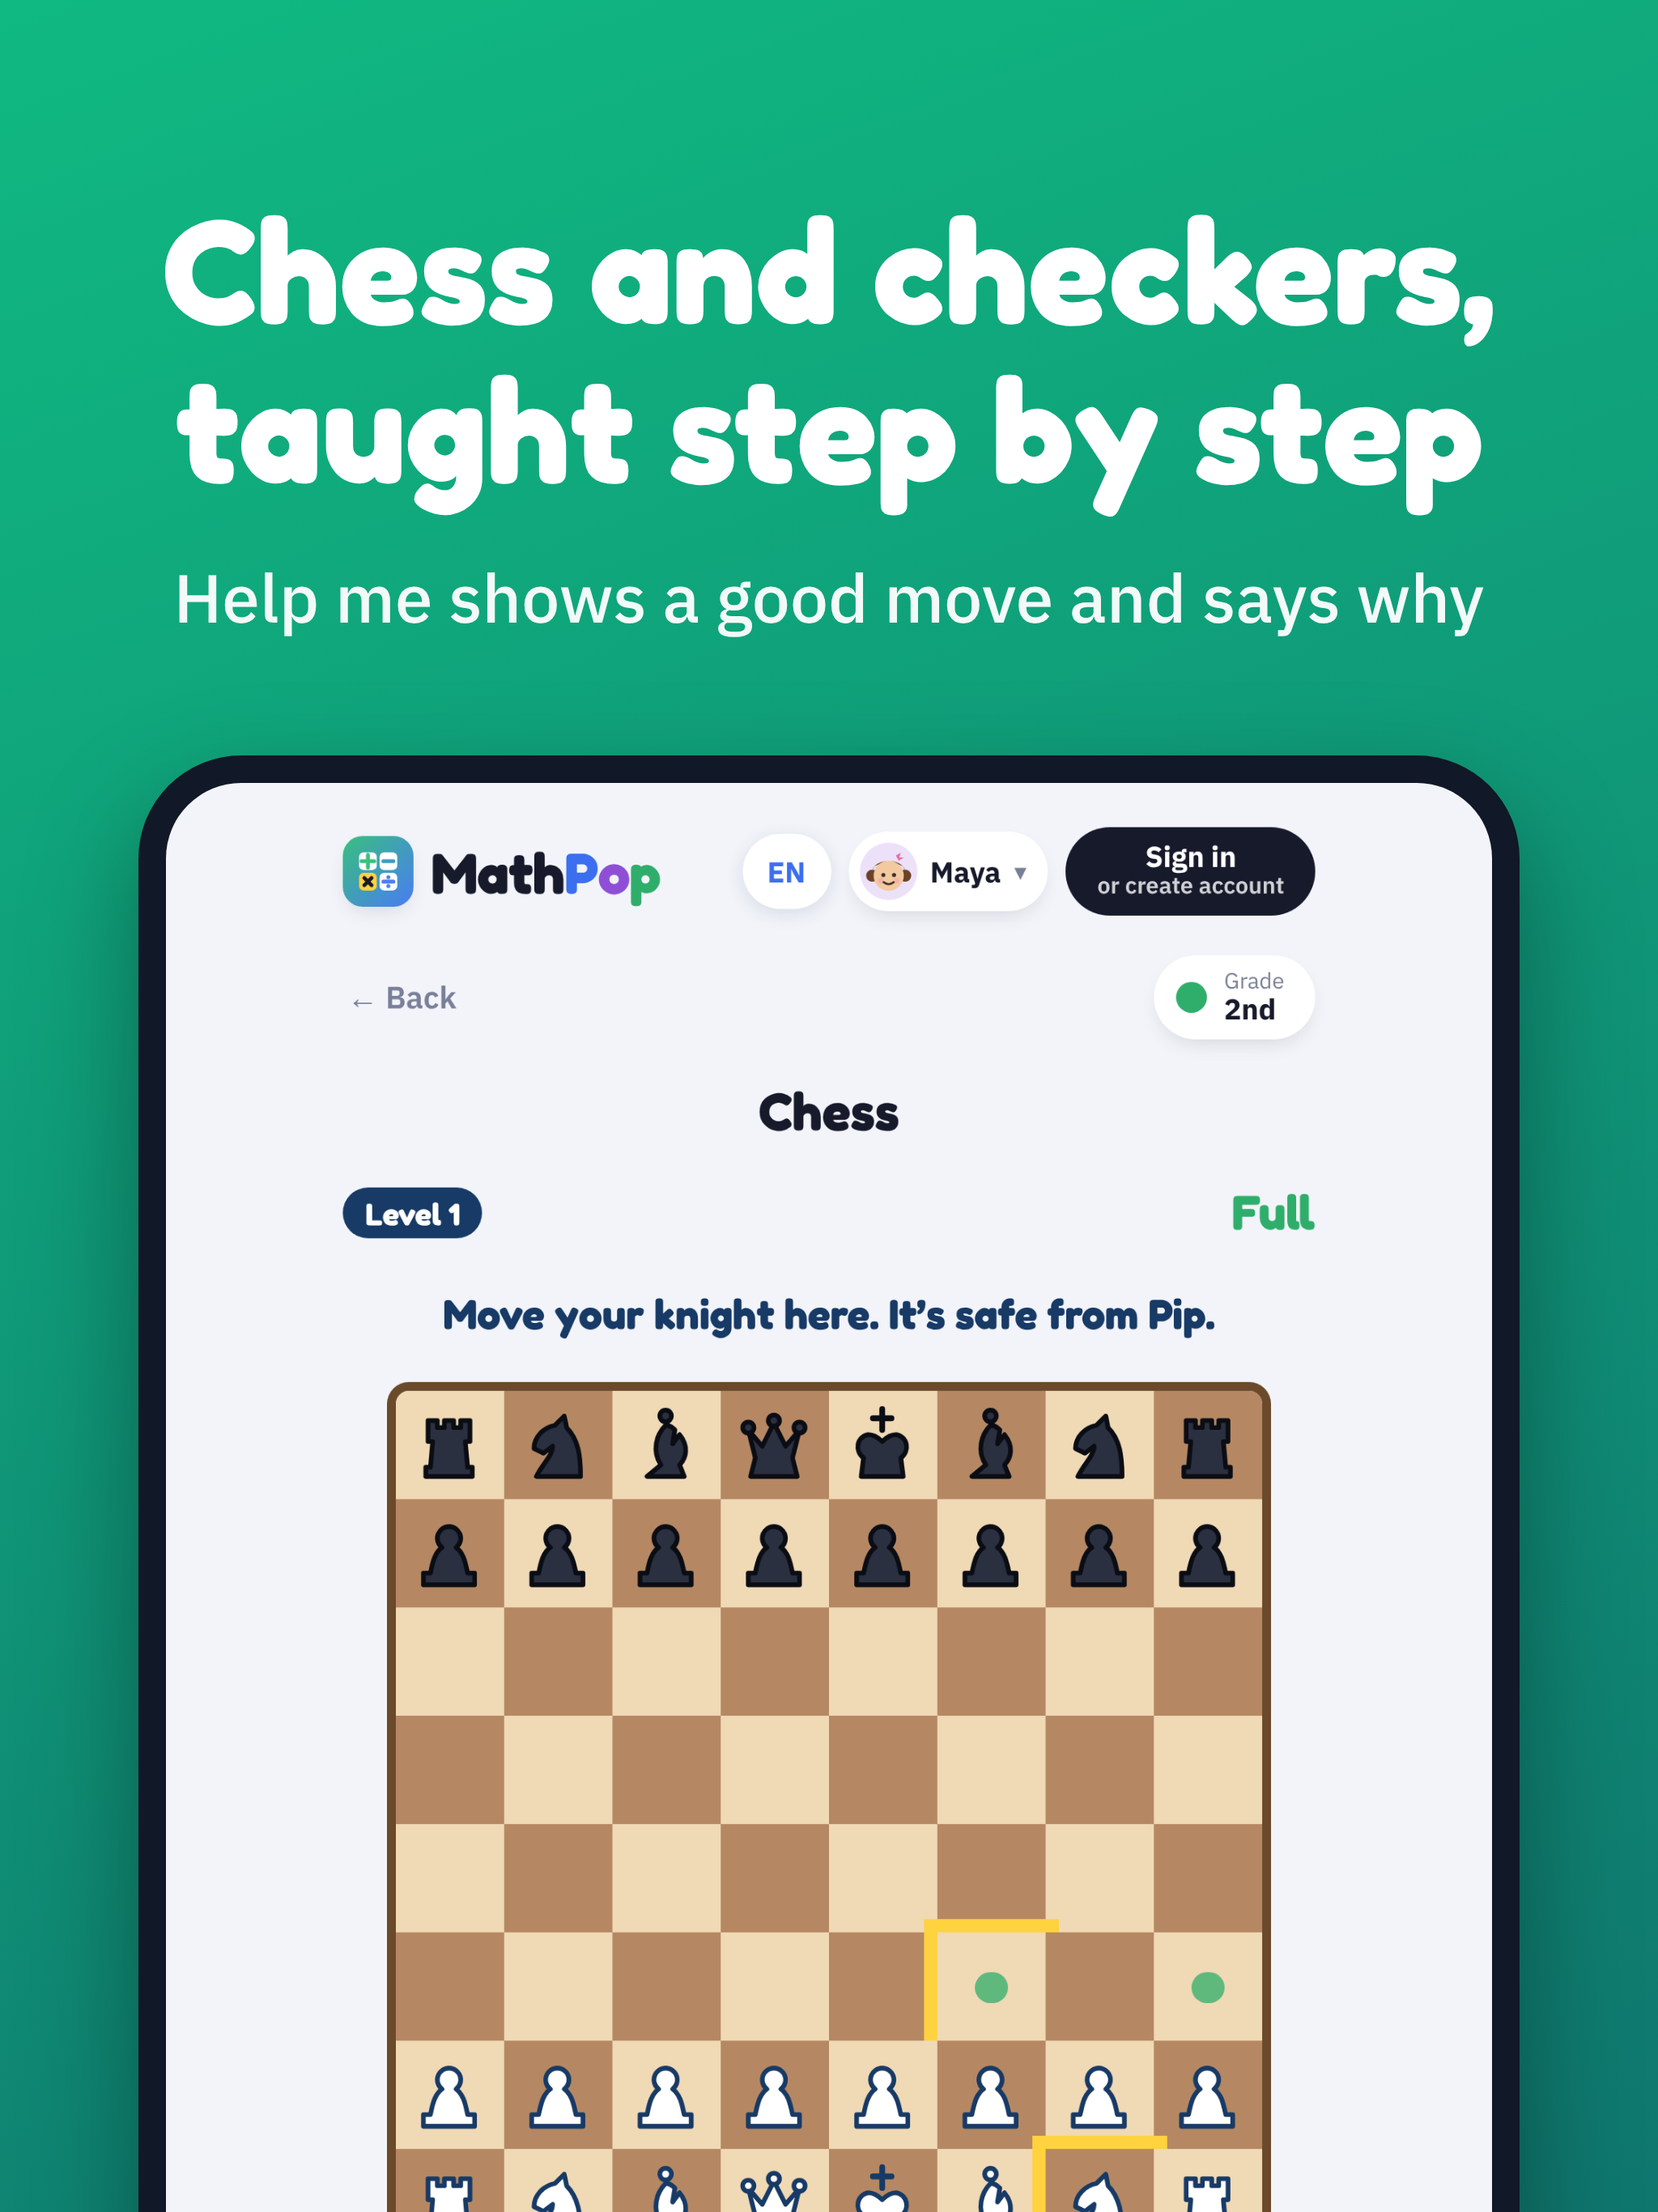 Chess and checkers,
taught step by step
Help me shows a good move and says why
MathPop
EN
Maya ▾
Sign in
or create account
← Back
Grade
2nd
Chess
Level 1
Full
Move your knight here. It’s safe from Pip.